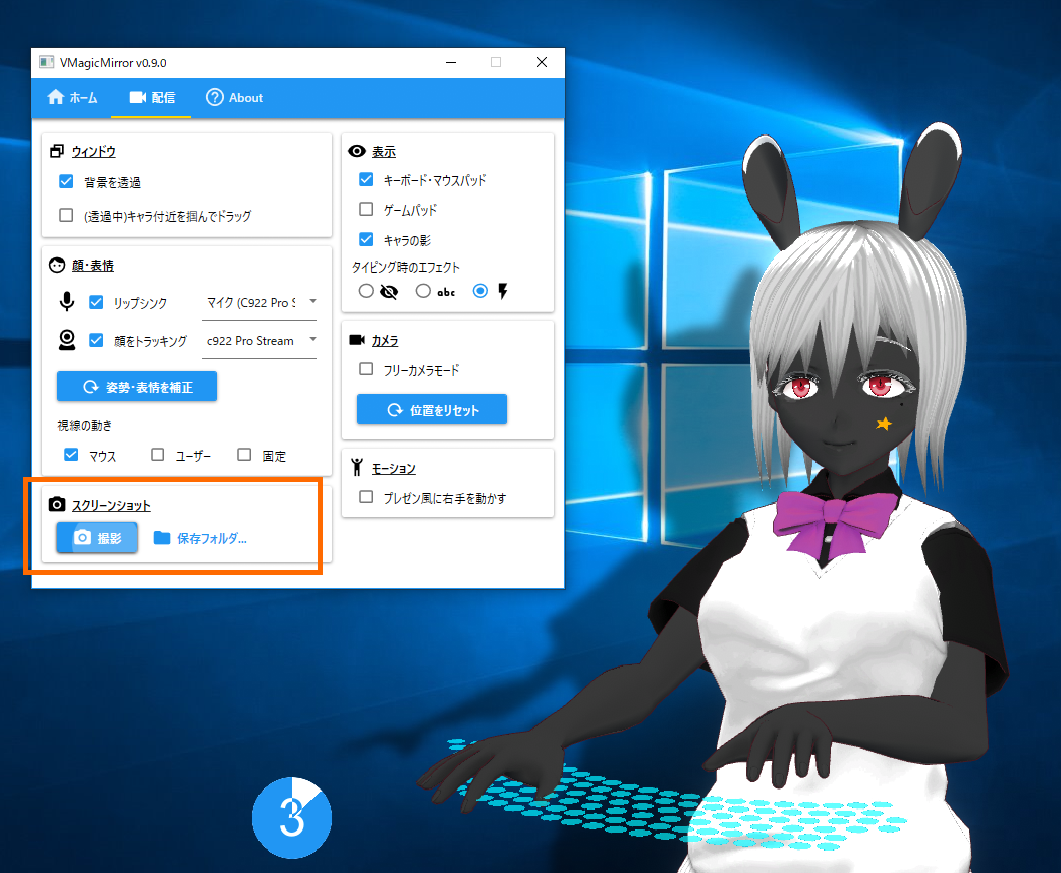 VMagicMirror v0.9.0
ホーム
配信
About
ウィンドウ
背景を透過
(透過中)キャラ付近を掴んでドラッグ
顔・表情
リップシンク
マイク (C922 Pro S
顔をトラッキング
c922 Pro Stream
姿勢・表情を補正
視線の動き
マウス
ユーザー
固定
スクリーンショット
撮影
保存フォルダ...
表示
キーボード・マウスパッド
ゲームパッド
キャラの影
タイピング時のエフェクト
abc
カメラ
フリーカメラモード
位置をリセット
モーション
プレゼン風に右手を動かす
3